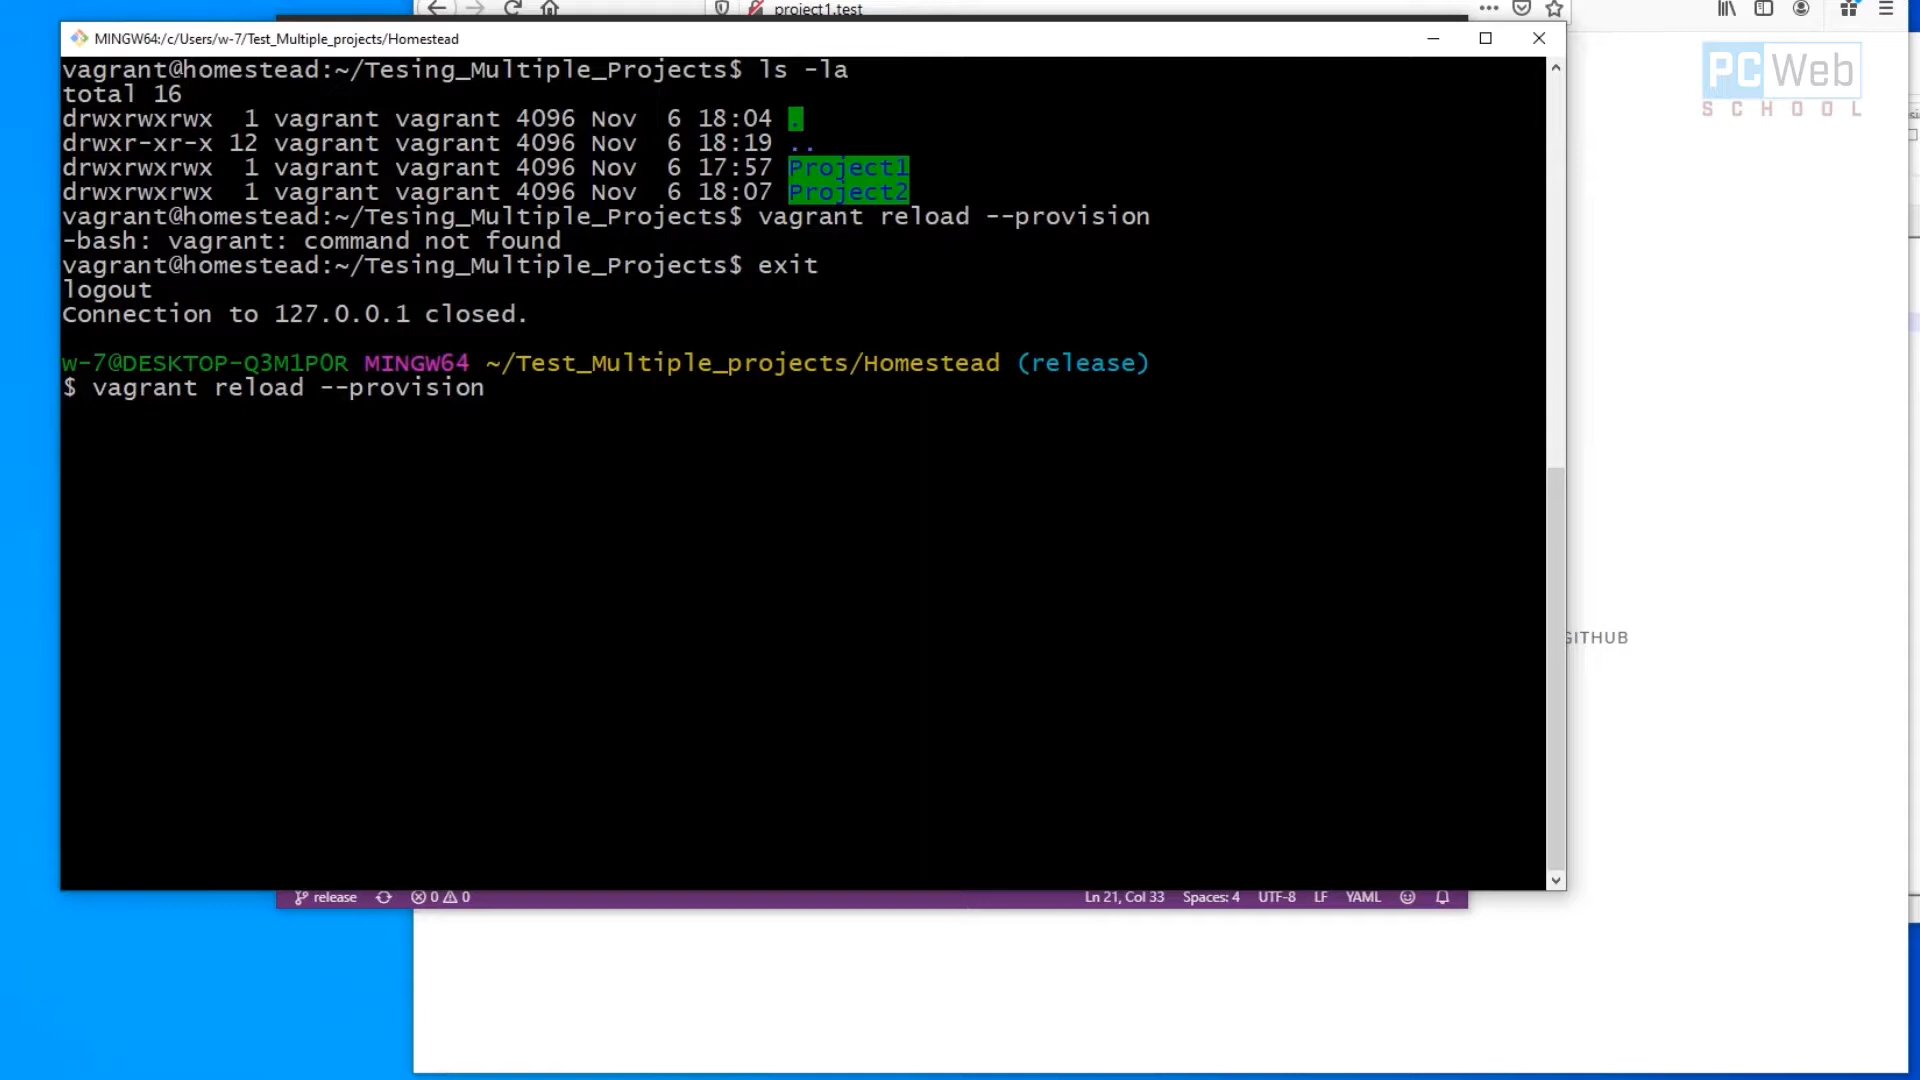 project1.test
MINGW64:/c/Users/w-7/Test_Multiple_projects/Homestead
PCWeb
SCHOOL
vagrant@homestead:~/Tesing_Multiple_Projects$ ls -la
total 16
drwxrwxrwx  1 vagrant vagrant 4096 Nov  6 18:04 .
drwxr-xr-x 12 vagrant vagrant 4096 Nov  6 18:19 ..
drwxrwxrwx  1 vagrant vagrant 4096 Nov  6 17:57 Project1
drwxrwxrwx  1 vagrant vagrant 4096 Nov  6 18:07 Project2
vagrant@homestead:~/Tesing_Multiple_Projects$ vagrant reload --provision
-bash: vagrant: command not found
vagrant@homestead:~/Tesing_Multiple_Projects$ exit
logout
Connection to 127.0.0.1 closed.
w-7@DESKTOP-Q3M1P0R MINGW64 ~/Test_Multiple_projects/Homestead (release)
$ vagrant reload --provision
GITHUB
release 0 0 Ln 21, Col 33 Spaces: 4 UTF-8 LF YAML